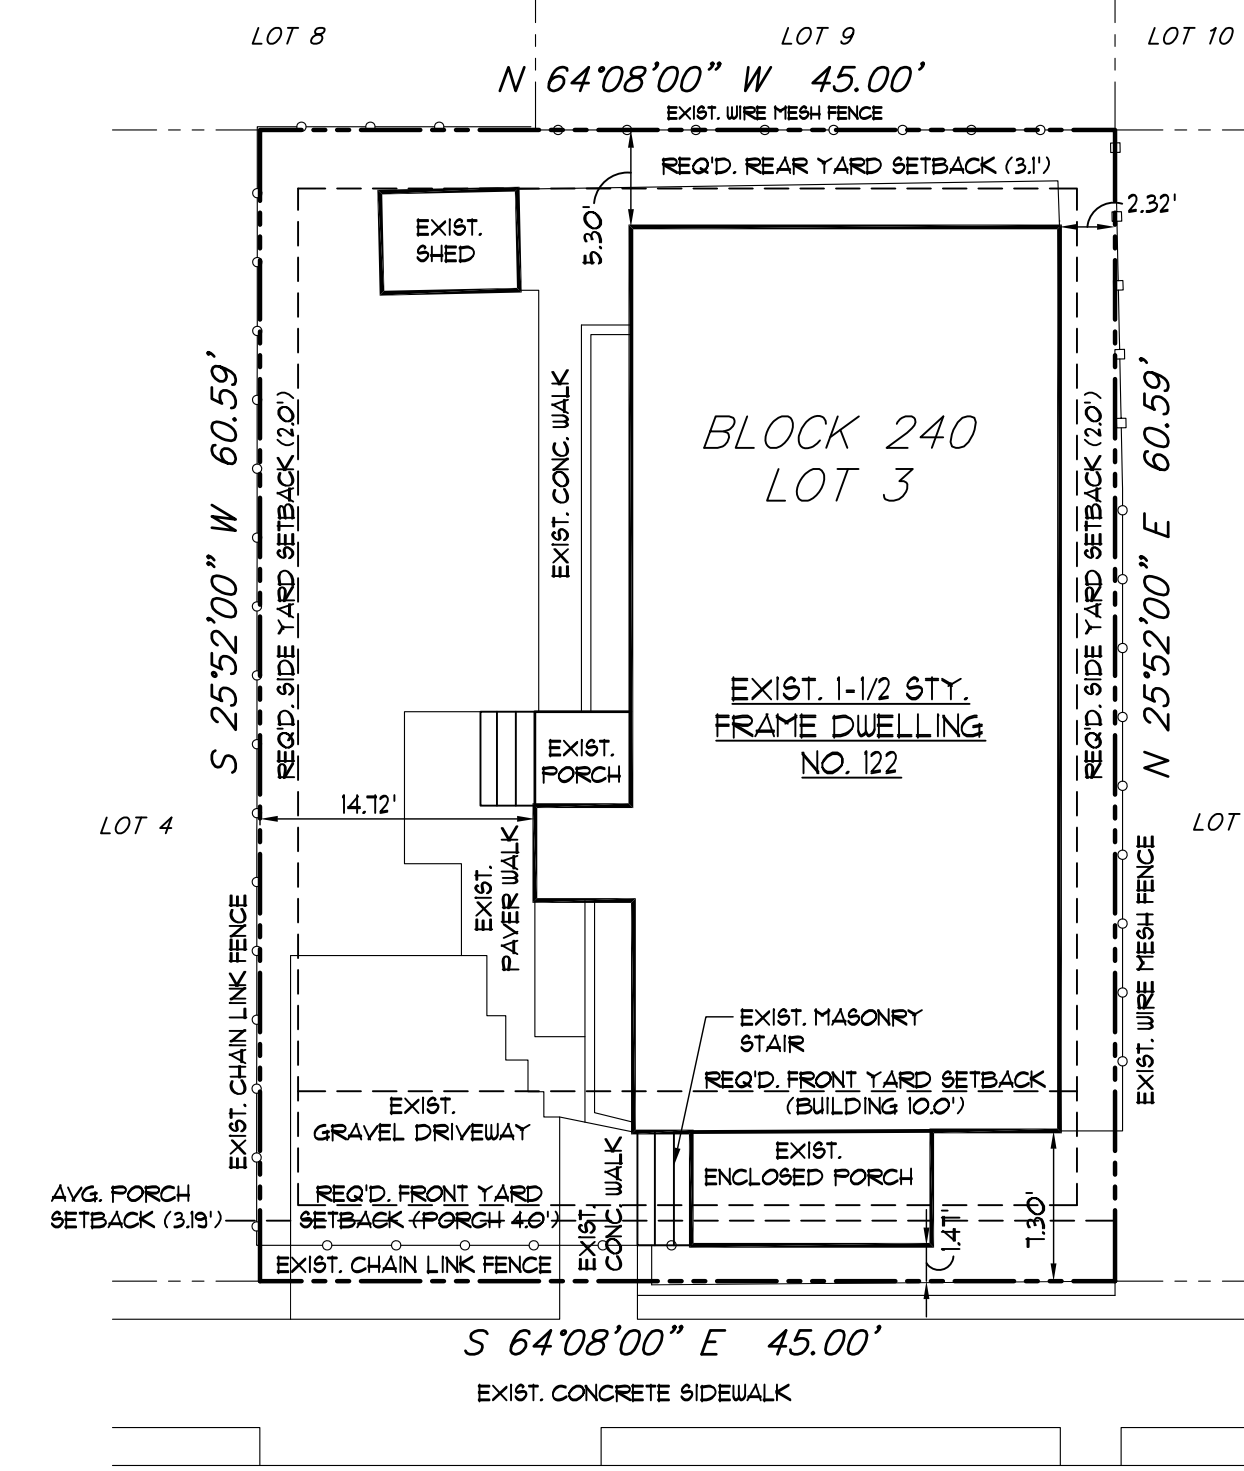 LOT 8
LOT 9
LOT 10
N 64°08'00" W 45.00'
EXIST. WIRE MESH FENCE
REQ'D. REAR YARD SETBACK (3.1')
5.30'
2.32'
EXIST.
SHED
S 25°52'00" W 60.59'
REQ'D. SIDE YARD SETBACK (2.0')
EXIST. CONC. WALK
BLOCK 240
LOT 3
REQ'D. SIDE YARD SETBACK (2.0')
N 25°52'00" E 60.59'
EXIST. 1-1/2 STY.
FRAME DWELLING
NO. 122
EXIST.
PORCH
14.72'
LOT 4
LOT
EXIST.
PAVER WALK
EXIST. CHAIN LINK FENCE
EXIST. WIRE MESH FENCE
EXIST. MASONRY
STAIR
REQ'D. FRONT YARD SETBACK
(BUILDING 10.0')
EXIST.
GRAVEL DRIVEWAY
EXIST.
CONC. WALK
EXIST.
ENCLOSED PORCH
AVG. PORCH
SETBACK (3.19')
REQ'D. FRONT YARD
SETBACK (PORCH 4.0')
1.47'
7.30'
EXIST. CHAIN LINK FENCE
S 64°08'00" E 45.00'
EXIST. CONCRETE SIDEWALK